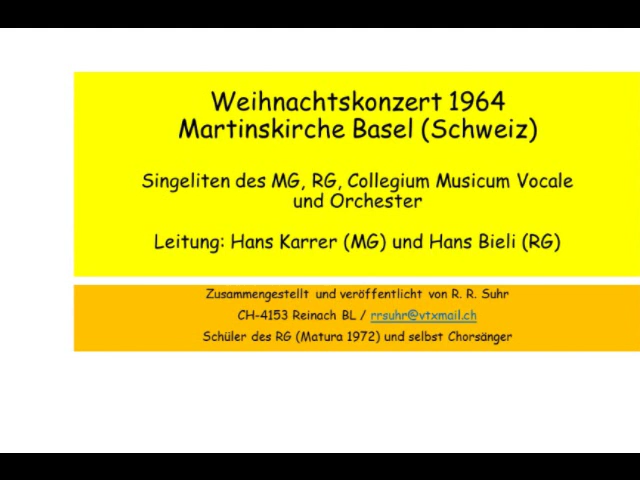 Weihnachtskonzert 1964
Martinskirche Basel (Schweiz)
Singeliten des MG, RG, Collegium Musicum Vocale
und Orchester
Leitung: Hans Karrer (MG) und Hans Bieli (RG)
Zusammengestellt und veröffentlicht von R. R. Suhr
CH-4153 Reinach BL / rrsuhr@vtxmail.ch
Schüler des RG (Matura 1972) und selbst Chorsänger